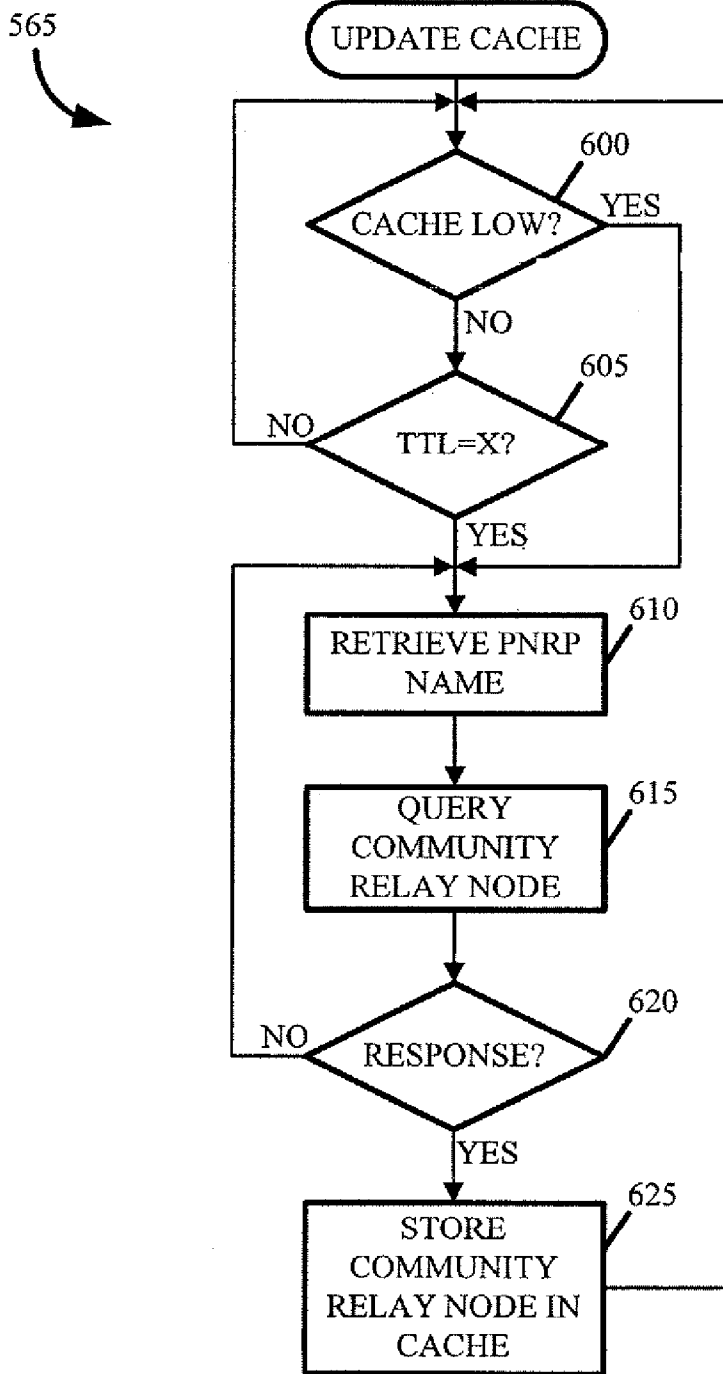 565
UPDATE CACHE
600
CACHE LOW?
YES
NO
605
NO
TTL=X?
YES
610
RETRIEVE PNRP
NAME
615
QUERY
COMMUNITY
RELAY NODE
620
NO
RESPONSE?
YES
625
STORE
COMMUNITY
RELAY NODE IN
CACHE